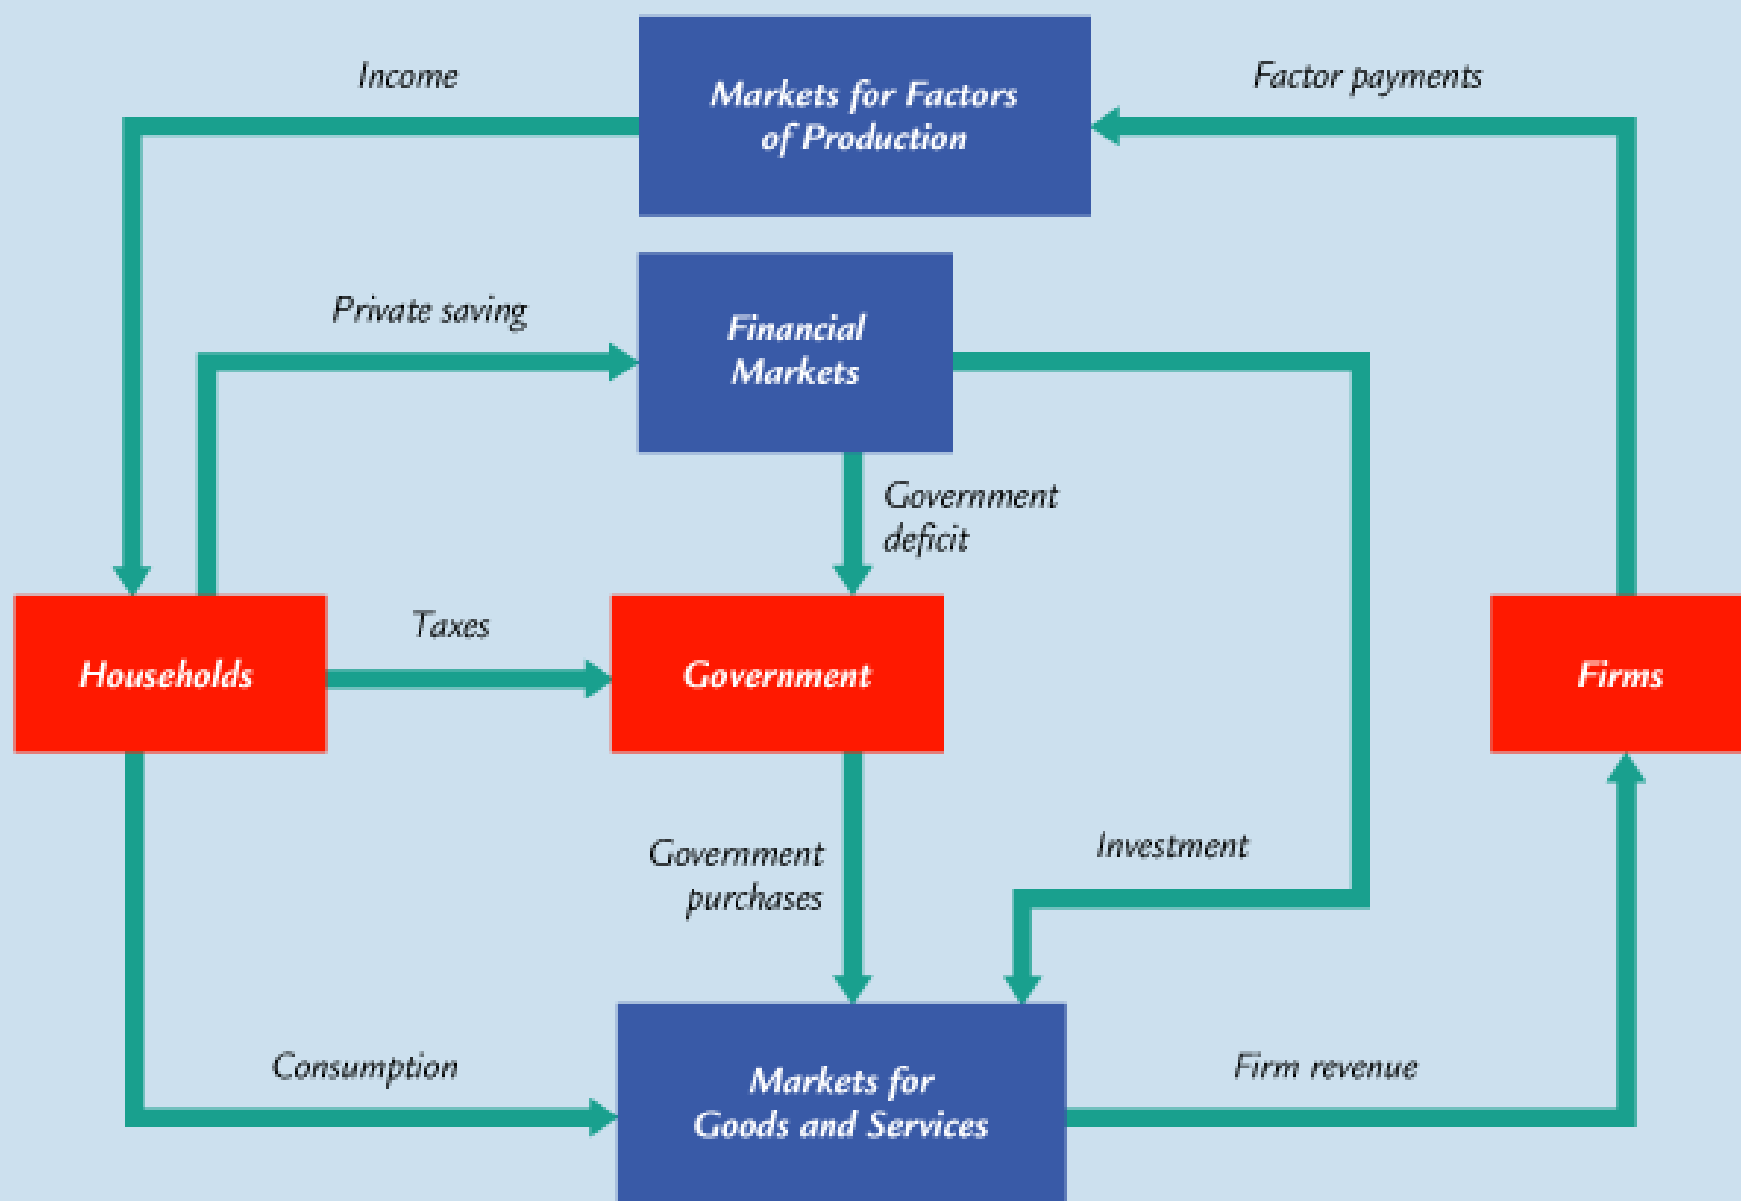 Income
Markets for Factors
of Production
Factor payments
Private saving
Financial
Markets
Government
deficit
Households
Taxes
Government
Firms
Government
purchases
Investment
Consumption
Markets for
Goods and Services
Firm revenue